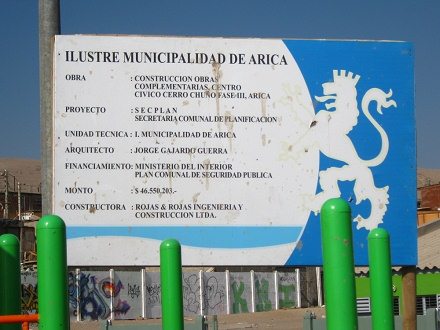 ILUSTRE MUNICIPALIDAD DE ARICA
OBRA : CONSTRUCCION OBRAS
COMPLEMENTARIAS, CENTRO
CIVICO CERRO CHUÑO FASE-III, ARICA
PROYECTO : S E C P L A N
SECRETARIA COMUNAL DE PLANIFICACION
UNIDAD TECNICA : I. MUNICIPALIDAD DE ARICA
ARQUITECTO : JORGE GAJARDO GUERRA
FINANCIAMIENTO: MINISTERIO DEL INTERIOR
PLAN COMUNAL DE SEGURIDAD PUBLICA
MONTO : $ 46.550.203.-
CONSTRUCTORA : ROJAS & ROJAS INGENIERIA Y
CONSTRUCCION LTDA.